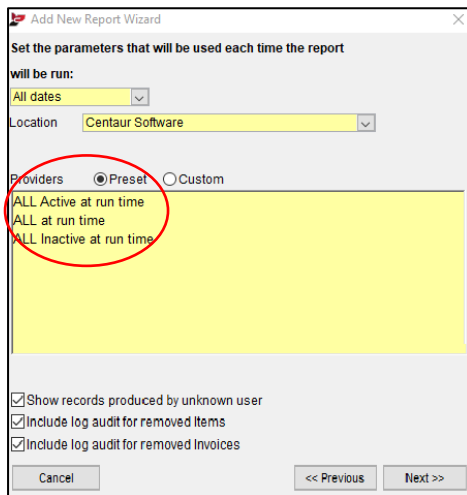 Add New Report Wizard
Set the parameters that will be used each time the report
will be run:
All dates
Location Centaur Software
Providers Preset Custom
ALL Active at run time
ALL at run time
ALL Inactive at run time
Show records produced by unknown user
Include log audit for removed Items
Include log audit for removed Invoices
Cancel << Previous Next >>